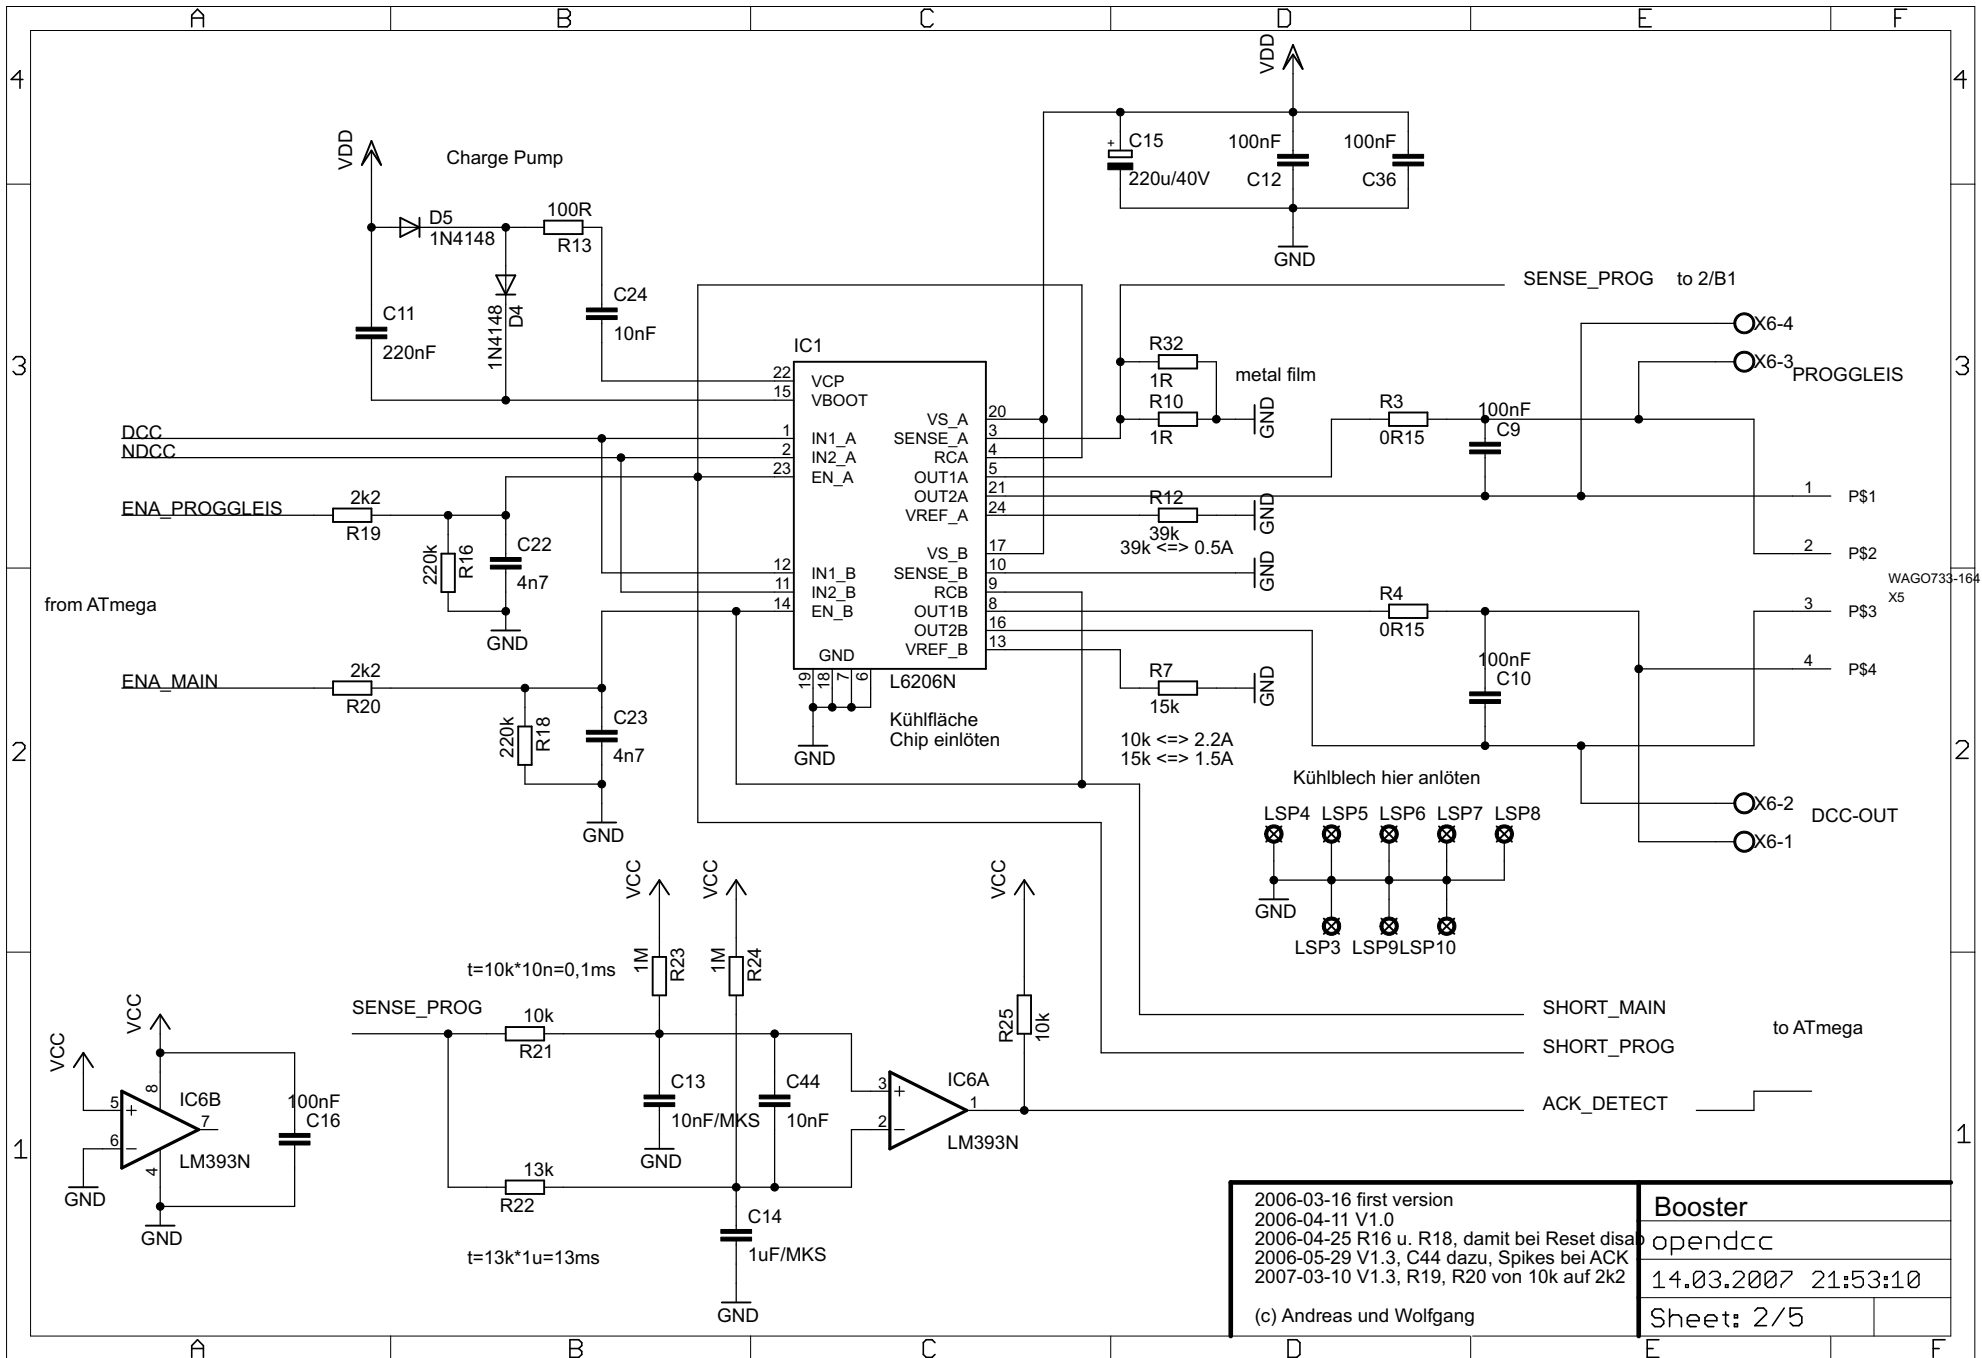 A B C D E F
4 4
VDD
VDD
Charge Pump
+
C15
220u/40V
100nF
C12
100nF
C36
GND
D5
1N4148
100R
R13
1N4148
D4
C24
10nF
C11
220nF
SENSE_PROG to 2/B1
X6-4
X6-3
PROGGLEIS
3 3
IC1
22 VCP
15 VBOOT
1 IN1_A
2 IN2_A
23 EN_A
12 IN1_B
11 IN2_B
14 EN_B
VS_A 20
SENSE_A 3
RCA 4
OUT1A 5
OUT2A 21
VREF_A 24
VS_B 17
SENSE_B 10
RCB 9
OUT1B 8
OUT2B 16
VREF_B 13
GND
19 18 7 6
L6206N
Kühlfläche
Chip einlöten
GND
R32
1R
R10
1R
metal film
GND
R3
0R15
100nF
C9
DCC
NDCC
ENA_PROGGLEIS
2k2
R19
220k
R16
C22
4n7
GND
R12
39k
39k <=> 0.5A
GND
GND
1 P$1
2 P$2
WAGO733-164
X5
3 P$3
4 P$4
from ATmega
R4
0R15
100nF
C10
ENA_MAIN
2k2
R20
220k
R18
C23
4n7
GND
R7
15k
GND
10k <=> 2.2A
15k <=> 1.5A
2 2
Kühlblech hier anlöten
LSP4 LSP5 LSP6 LSP7 LSP8
GND
LSP3 LSP9 LSP10
X6-2
DCC-OUT
X6-1
VCC
VCC
VCC
1M
R23
1M
R24
R25
10k
t=10k*10n=0,1ms
SENSE_PROG
10k
R21
C13
10nF/MKS
GND
C44
10nF
13k
R22
C14
1uF/MKS
GND
t=13k*1u=13ms
IC6A
3 +
2 −
1
LM393N
SHORT_MAIN
SHORT_PROG
to ATmega
ACK_DETECT
VCC
VCC
8
5 +
6 −
7
4
IC6B
LM393N
100nF
C16
GND
GND
1 1
2006-03-16 first version
2006-04-11 V1.0
2006-04-25 R16 u. R18, damit bei Reset disab
2006-05-29 V1.3, C44 dazu, Spikes bei ACK
2007-03-10 V1.3, R19, R20 von 10k auf 2k2
(c) Andreas und Wolfgang
Booster
opendcc
14.03.2007 21:53:10
Sheet: 2/5
A B C D E F